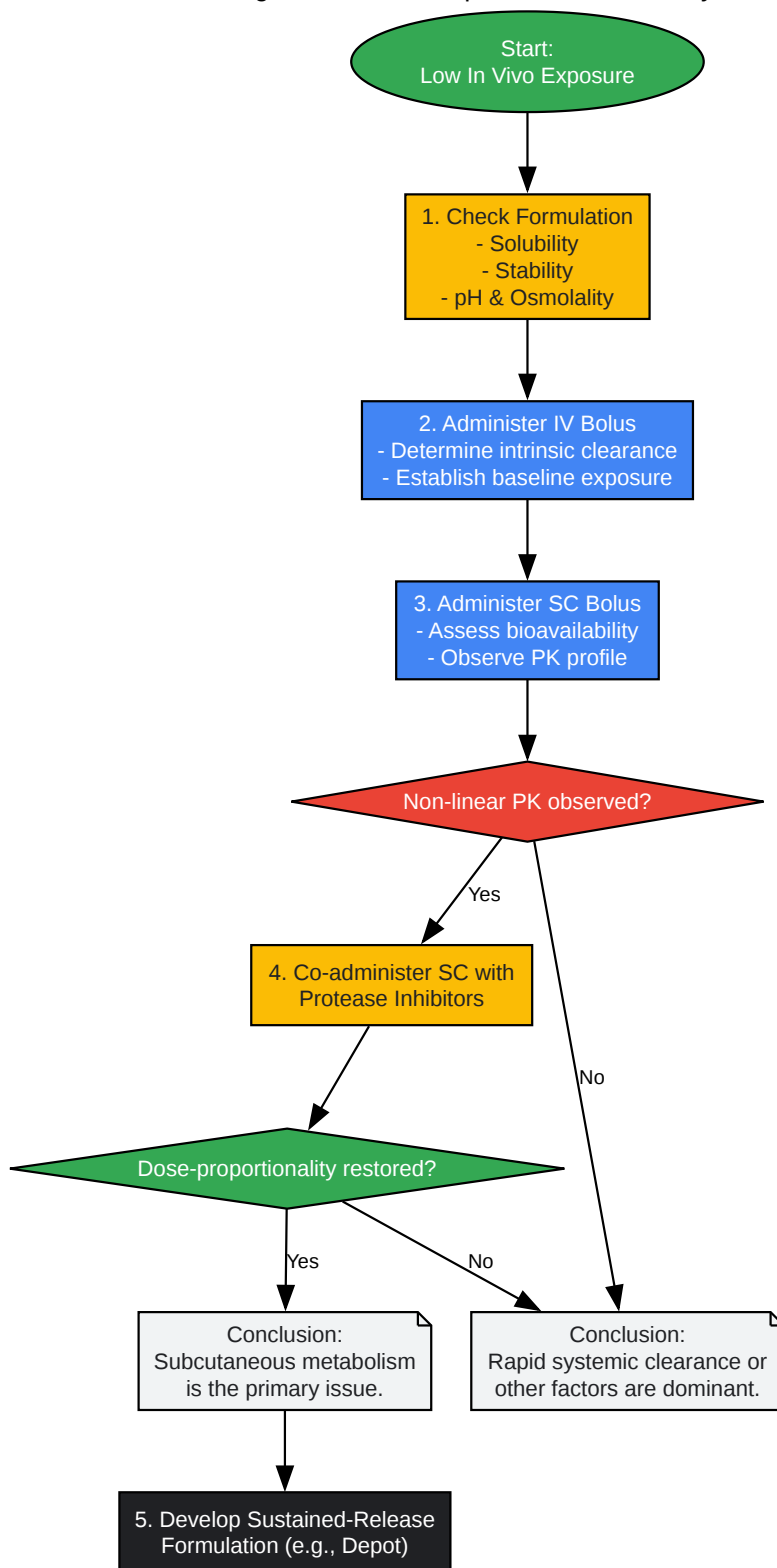 Start:
Low In Vivo Exposure
1. Check Formulation
- Solubility
- Stability
- pH & Osmolality
2. Administer IV Bolus
- Determine intrinsic clearance
- Establish baseline exposure
3. Administer SC Bolus
- Assess bioavailability
- Observe PK profile
Non-linear PK observed?
Yes
4. Co-administer SC with
Protease Inhibitors
No
Dose-proportionality restored?
Yes
No
Conclusion:
Subcutaneous metabolism
is the primary issue.
Conclusion:
Rapid systemic clearance or
other factors are dominant.
5. Develop Sustained-Release
Formulation (e.g., Depot)